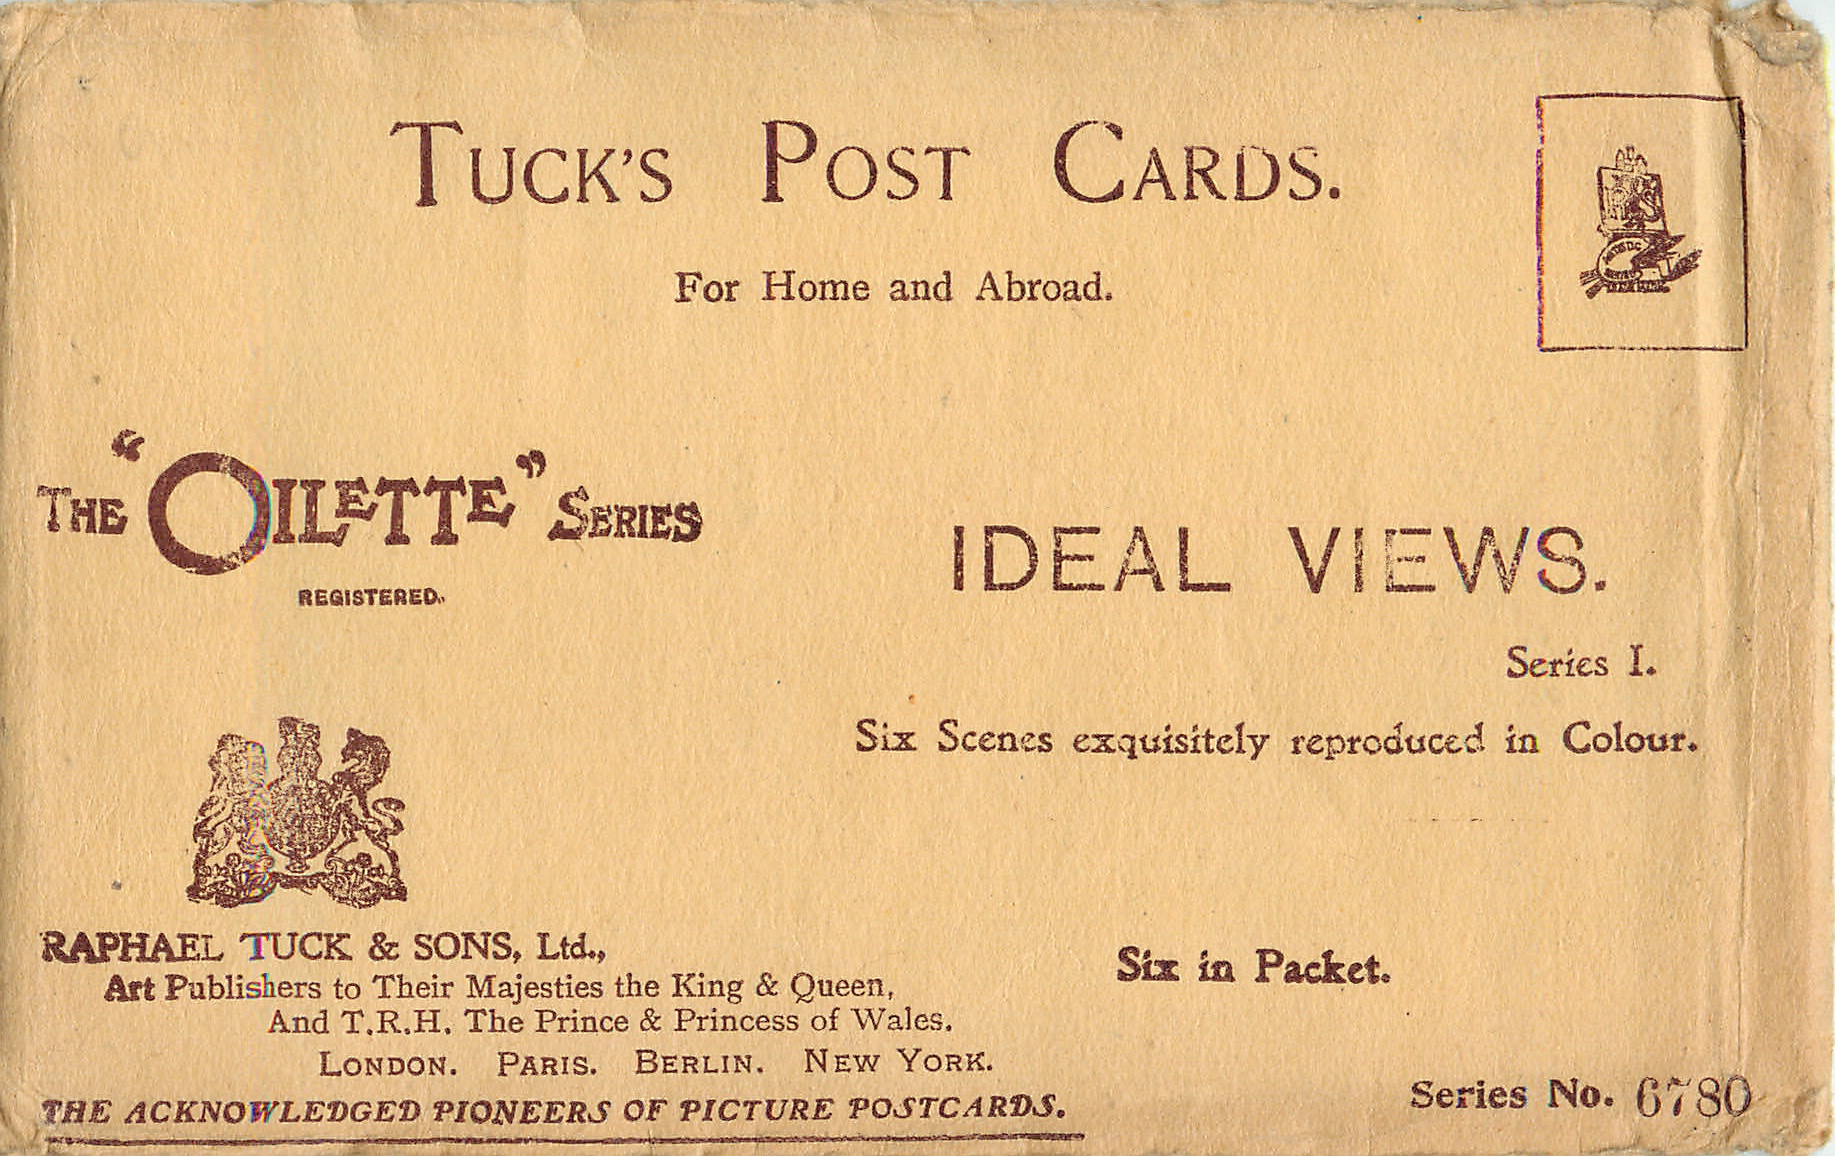 TUCK'S POST CARDS.
For Home and Abroad.
THE "OILETTE" SERIES
REGISTERED.
IDEAL VIEWS.
Series I.
Six Scenes exquisitely reproduced in Colour.
RAPHAEL TUCK & SONS, Ltd.,
Art Publishers to Their Majesties the King & Queen,
And T.R.H. The Prince & Princess of Wales.
LONDON. PARIS. BERLIN. NEW YORK.
THE ACKNOWLEDGED PIONEERS OF PICTURE POSTCARDS.
Six in Packet.
Series No. 6780